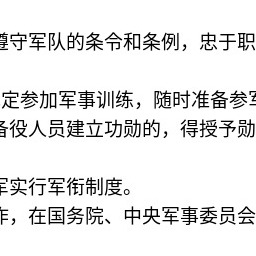 遵守军队的条令和条例，忠于职
定参加军事训练，随时准备参军
备役人员建立功勋的，得授予勋
军实行军衔制度。
作，在国务院、中央军事委员会